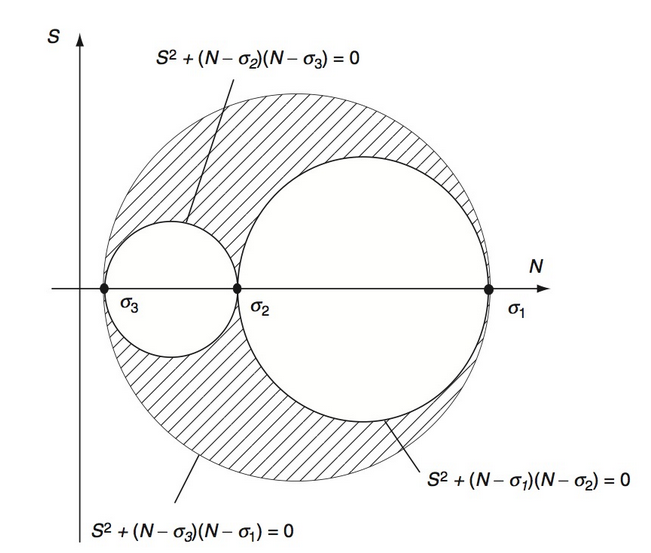 S
S² + (N – σ₂)(N – σ₃) = 0
N
σ₃
σ₂
σ₁
S² + (N – σ₁)(N – σ₂) = 0
S² + (N – σ₃)(N – σ₁) = 0